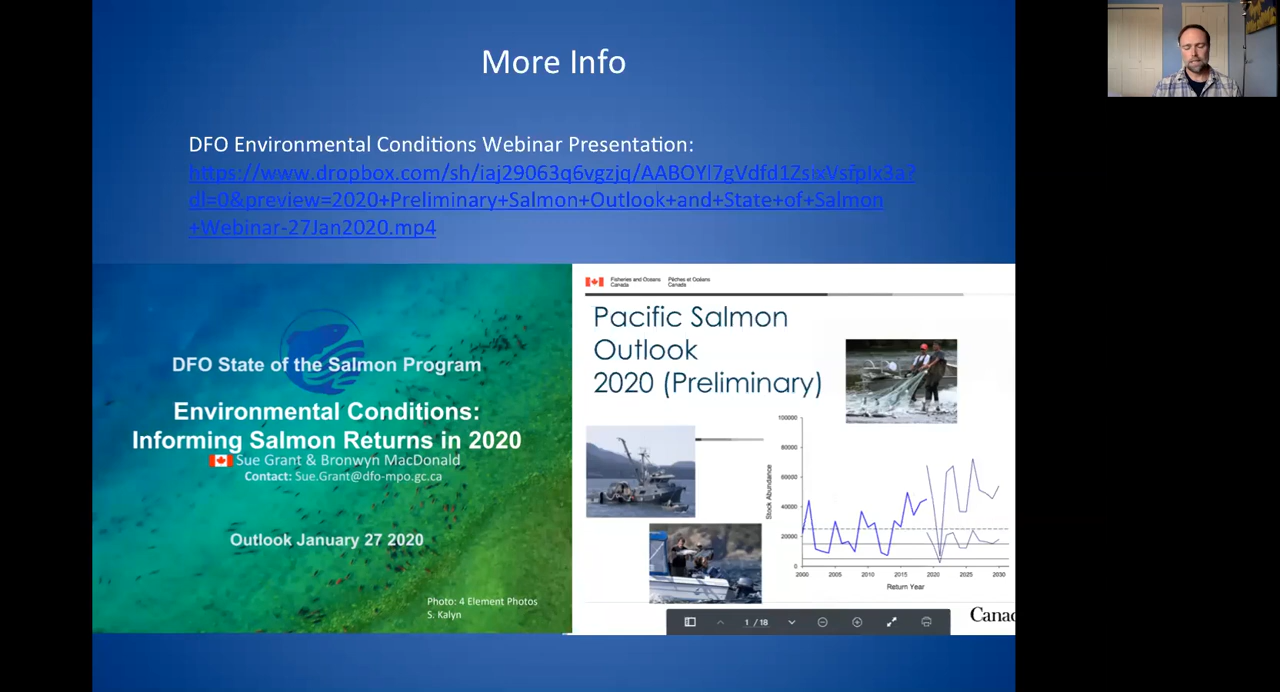 More Info
DFO Environmental Conditions Webinar Presentation:
https://www.dropbox.com/sh/iaj29063q6vgzjq/AABOYl7gVdfd1ZsixVsfpIx3a?
dl=0&preview=2020+Preliminary+Salmon+Outlook+and+State+of+Salmon
+Webinar-27Jan2020.mp4
DFO State of the Salmon Program
Environmental Conditions:
Informing Salmon Returns in 2020
Sue Grant & Bronwyn MacDonald
Contact: Sue.Grant@dfo-mpo.gc.ca
Outlook January 27 2020
Photo: 4 Element Photos
S. Kalyn
Fisheries and Oceans Pêches et Océans
Canada Canada
Pacific Salmon
Outlook
2020 (Preliminary)
Stock Abundance
100000
80000
60000
40000
20000
0
2000 2005 2010 2015 2020 2025 2030
Return Year
1 / 18
Canad